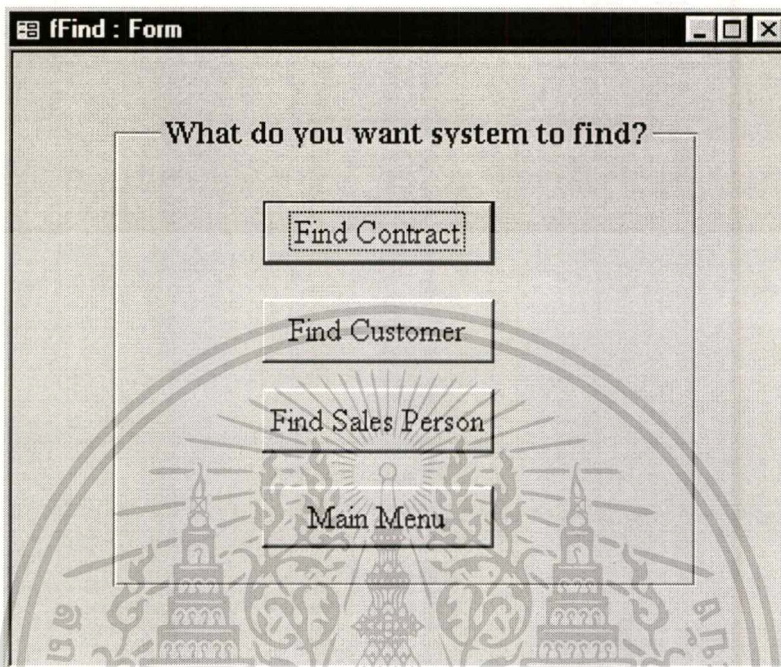 fFind : Form
What do you want system to find?
Find Contract
Find Customer
Find Sales Person
Main Menu